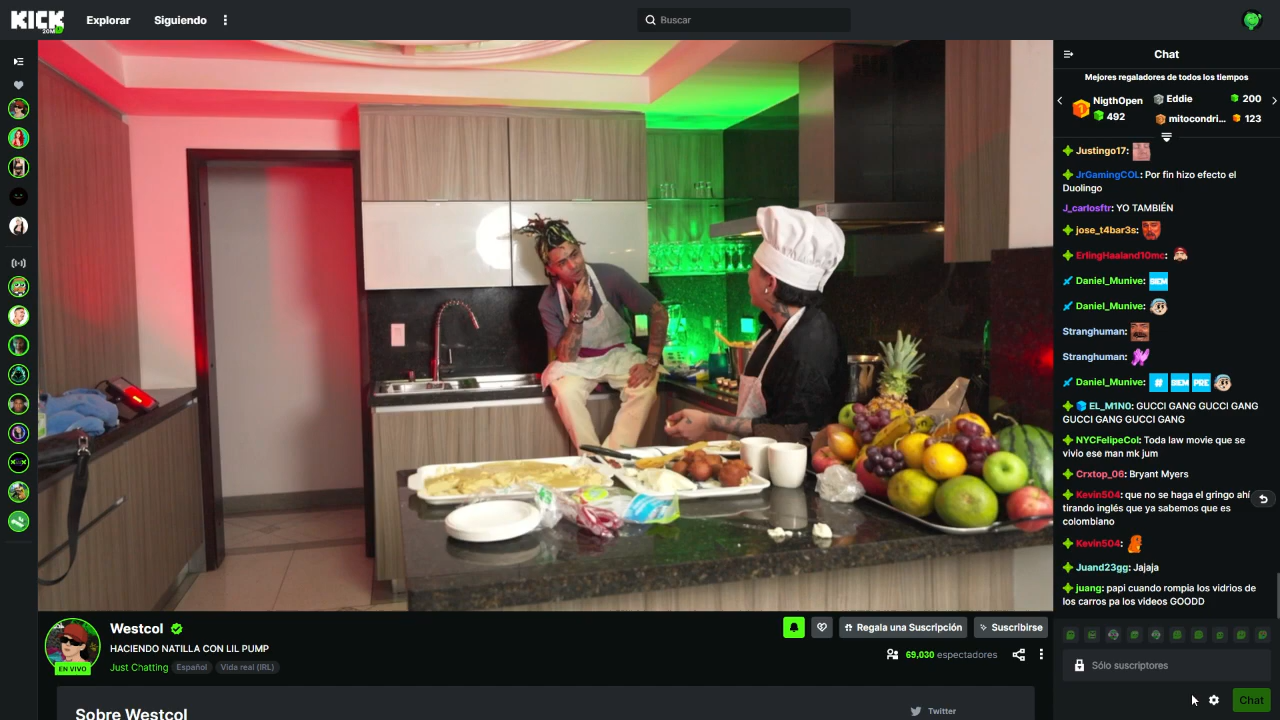 KICK
20M
Explorar
Siguiendo
Buscar
Chat
Mejores regaladores de todos los tiempos
NigthOpen
492
Eddie
200
mitocondri...
123
Justingo17:
JrGamingCOL: Por fin hizo efecto el
Duolingo
J_carlosftr: YO TAMBIÉN
jose_t4bar3s:
ErlingHaaland10mc:
Daniel_Munive: SIEM
Daniel_Munive:
Stranghuman:
Stranghuman:
Daniel_Munive: # SIEM PRE
EL_M1N0: GUCCI GANG GUCCI GANG
GUCCI GANG GUCCI GANG
NYCFelipeCol: Toda law movie que se
vivio ese man mk jum
Crxtop_06: Bryant Myers
Kevin504: que no se haga el gringo ahí
tirando inglés que ya sabemos que es
colombiano
Kevin504:
Juand23gg: Jajaja
juang: papi cuando rompía los vidrios de
los carros pa los videos GOODD
Sólo suscriptores
Chat
Westcol
HACIENDO NATILLA CON LIL PUMP
Just Chatting
Español
Vida real (IRL)
EN VIVO
Regala una Suscripción
Suscribirse
69,030 espectadores
Sobre Westcol
Twitter